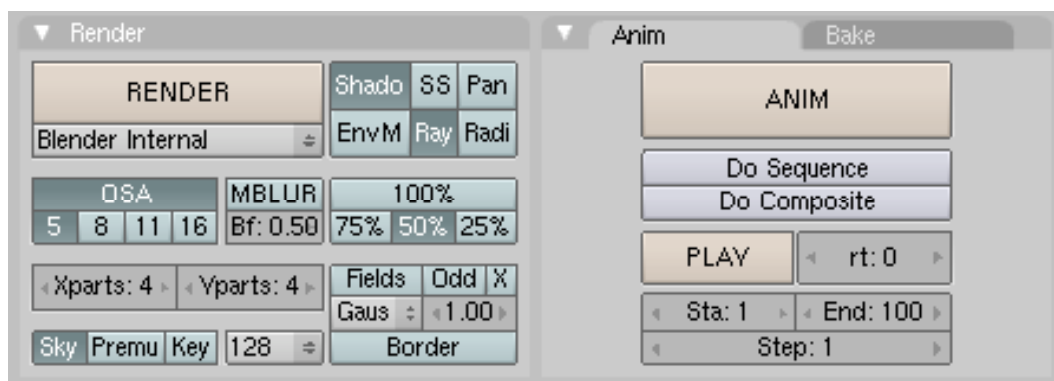 Render
RENDER
Blender Internal
Shado SS Pan
EnvM Ray Radi
OSA
5 8 11 16
MBLUR
Bf: 0.50
100%
75% 50% 25%
Xparts: 4 Yparts: 4
Fields Odd X
Gaus 1.00
Sky Premu Key 128
Border
Anim Bake
ANIM
Do Sequence
Do Composite
PLAY rt: 0
Sta: 1 End: 100
Step: 1